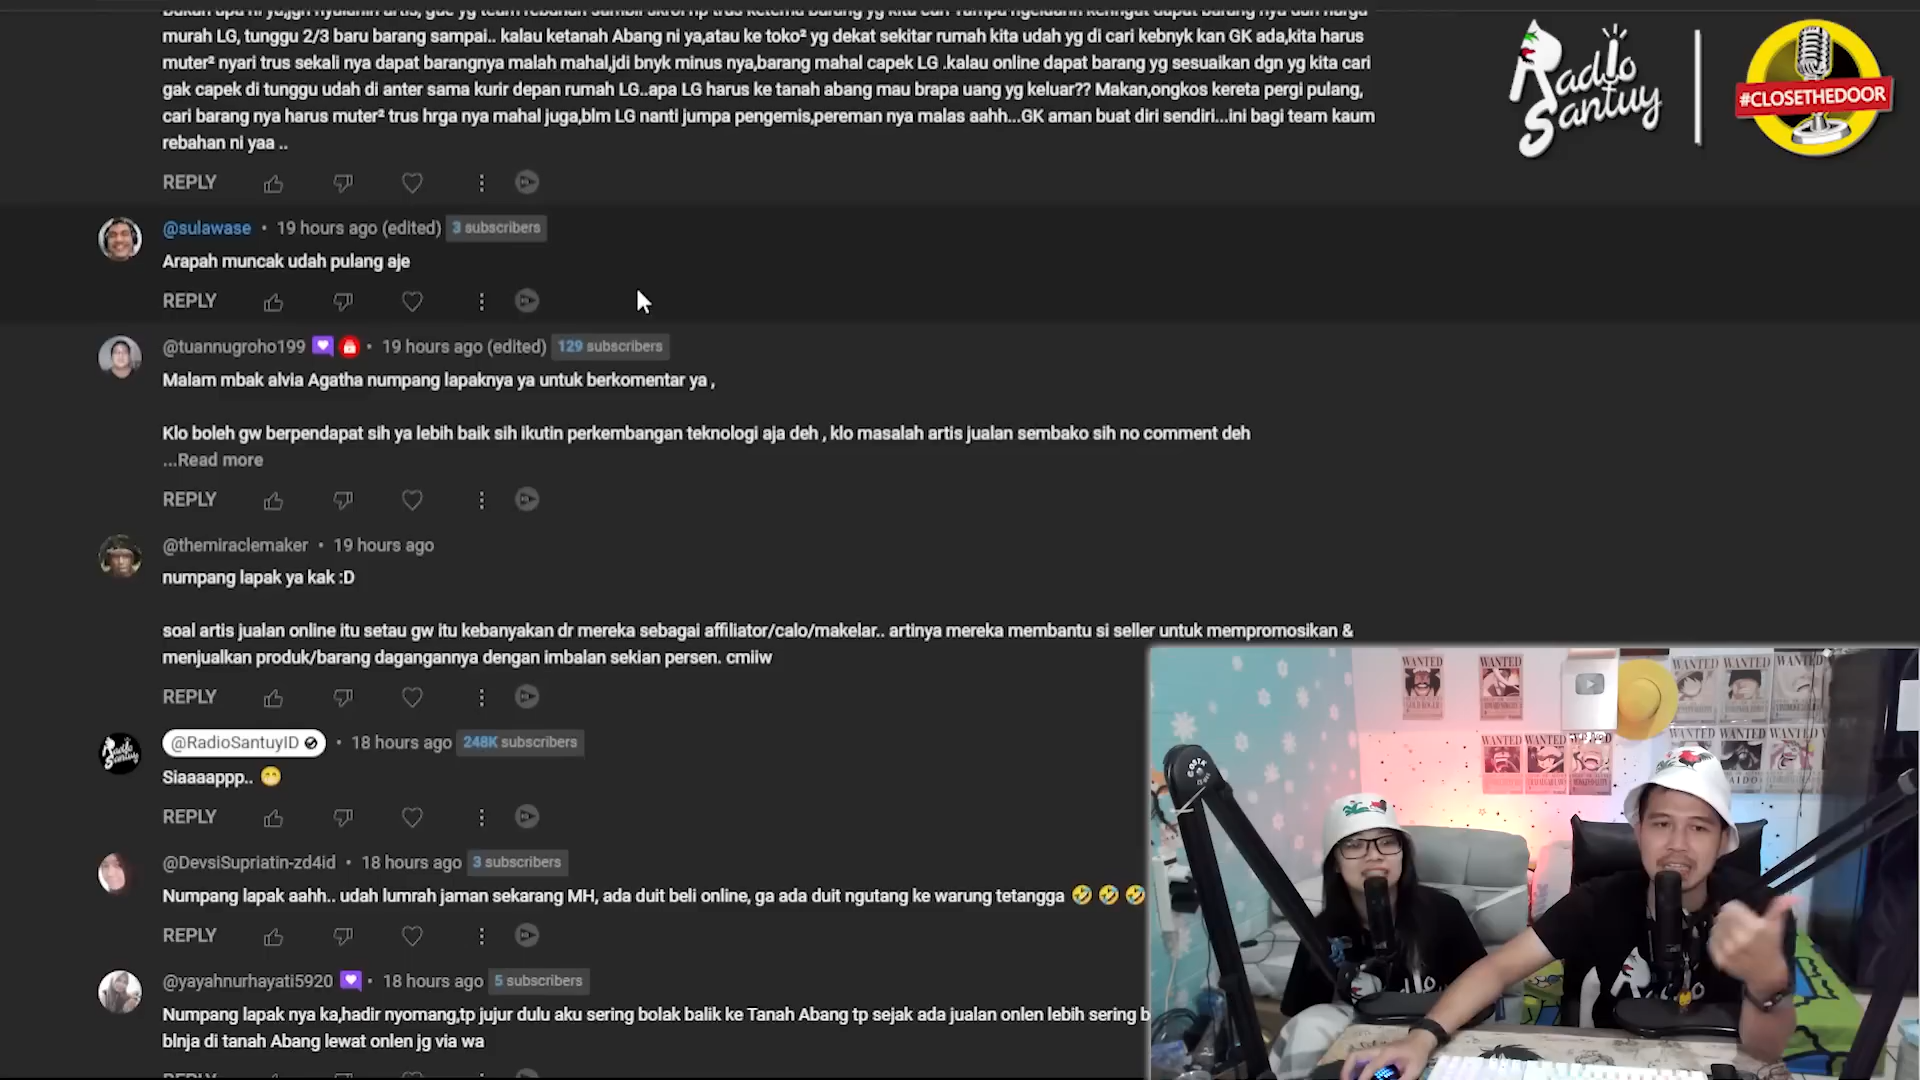 murah LG, tunggu 2/3 baru barang sampai.. kalau ketanah Abang ni ya,atau ke toko² yg dekat sekitar rumah kita udah yg di cari kebnyk kan GK ada,kita harus
muter² nyari trus sekali nya dapat barangnya malah mahal,jdi bnyk minus nya,barang mahal capek LG .kalau online dapat barang yg sesuaikan dgn yg kita cari
gak capek di tunggu udah di anter sama kurir depan rumah LG..apa LG harus ke tanah abang mau brapa uang yg keluar?? Makan,ongkos kereta pergi pulang,
cari barang nya harus muter² trus hrga nya mahal juga,blm LG nanti jumpa pengemis,pereman nya malas aahh...GK aman buat diri sendiri...ini bagi team kaum
rebahan ni yaa ..
REPLY
@sulawase • 19 hours ago (edited) 3 subscribers
Arapah muncak udah pulang aje
REPLY
@tuannugroho199 • 19 hours ago (edited) 129 subscribers
Malam mbak alvia Agatha numpang lapaknya ya untuk berkomentar ya ,
Klo boleh gw berpendapat sih ya lebih baik sih ikutin perkembangan teknologi aja deh , klo masalah artis jualan sembako sih no comment deh
...Read more
REPLY
@themiraclemaker • 19 hours ago
numpang lapak ya kak :D
soal artis jualan online itu setau gw itu kebanyakan dr mereka sebagai affiliator/calo/makelar.. artinya mereka membantu si seller untuk mempromosikan &
menjualkan produk/barang dagangannya dengan imbalan sekian persen. cmiiw
REPLY
@RadioSantuyID • 18 hours ago 248K subscribers
Siaaaappp.. 😁
REPLY
@DevsiSupriatin-zd4id • 18 hours ago 3 subscribers
Numpang lapak aahh.. udah lumrah jaman sekarang MH, ada duit beli online, ga ada duit ngutang ke warung tetangga 🤣🤣🤣
REPLY
@yayahnurhayati5920 • 18 hours ago 5 subscribers
Numpang lapak nya ka,hadir nyomang,tp jujur dulu aku sering bolak balik ke Tanah Abang tp sejak ada jualan onlen lebih sering b
blnja di tanah Abang lewat onlen jg via wa
Radio
Santuy
#CLOSETHEDOOR
WANTED
WANTED
WANTED WANTED WANTED
WANTED WANTED WANTED
WANTED WANTED WANTED